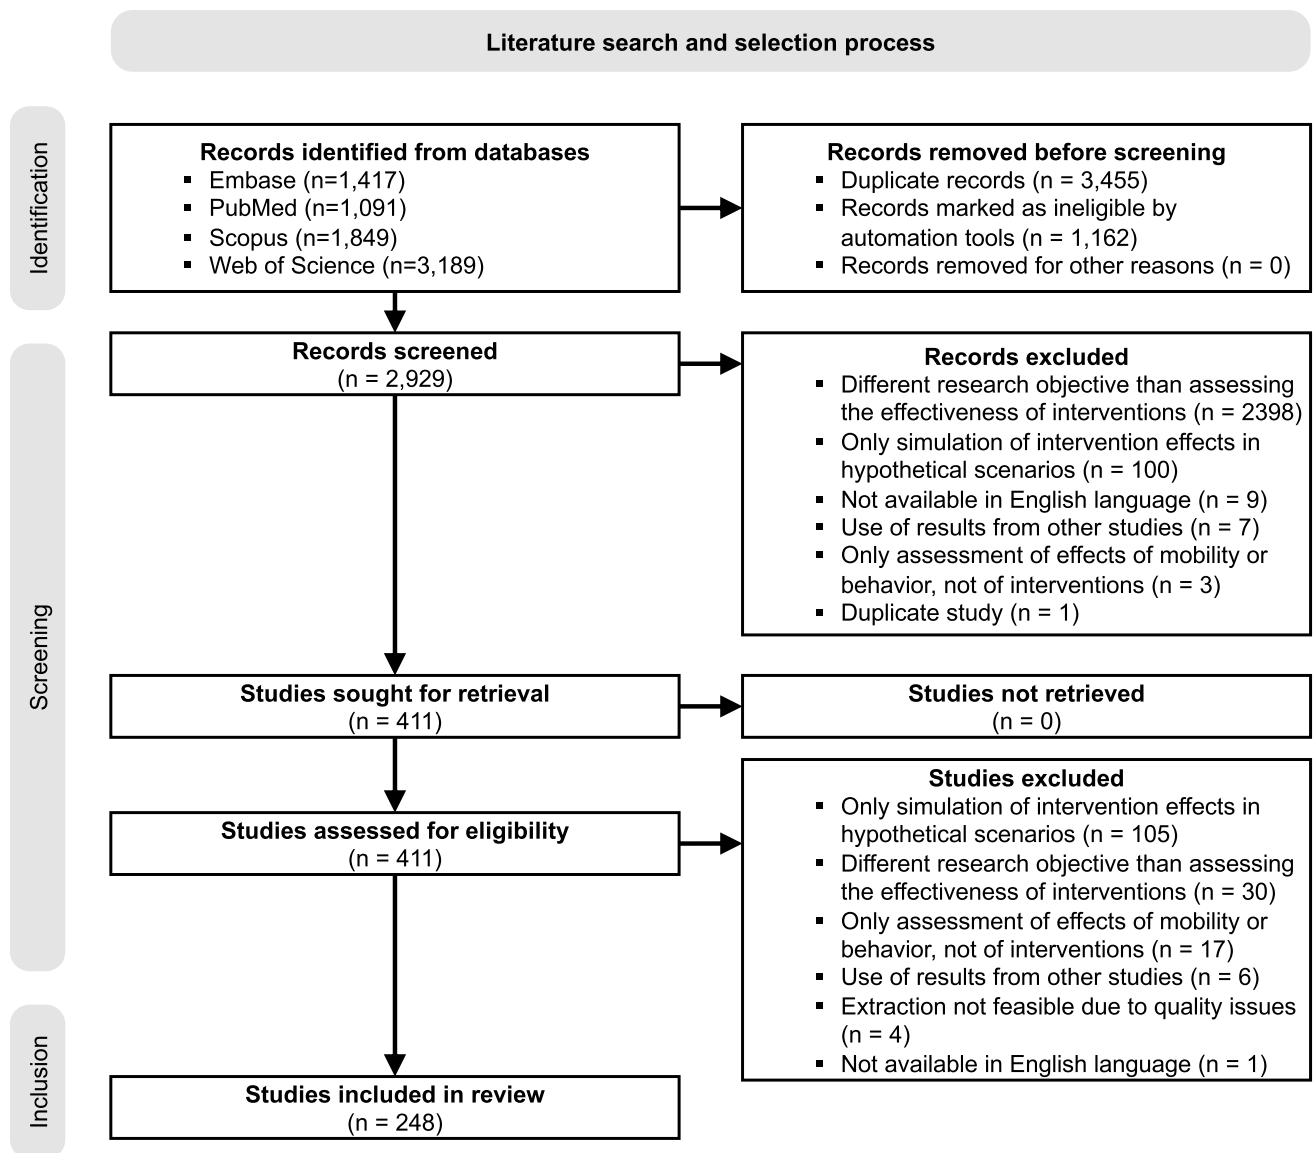 Literature search and selection process
Identification
Records identified from databases
▪ Embase (n=1,417)
▪ PubMed (n=1,091)
▪ Scopus (n=1,849)
▪ Web of Science (n=3,189)
Records removed before screening
▪ Duplicate records (n = 3,455)
▪ Records marked as ineligible by
automation tools (n = 1,162)
▪ Records removed for other reasons (n = 0)
Screening
Records screened
(n = 2,929)
Records excluded
▪ Different research objective than assessing
the effectiveness of interventions (n = 2398)
▪ Only simulation of intervention effects in
hypothetical scenarios (n = 100)
▪ Not available in English language (n = 9)
▪ Use of results from other studies (n = 7)
▪ Only assessment of effects of mobility or
behavior, not of interventions (n = 3)
▪ Duplicate study (n = 1)
Studies sought for retrieval
(n = 411)
Studies not retrieved
(n = 0)
Studies assessed for eligibility
(n = 411)
Studies excluded
▪ Only simulation of intervention effects in
hypothetical scenarios (n = 105)
▪ Different research objective than assessing
the effectiveness of interventions (n = 30)
▪ Only assessment of effects of mobility or
behavior, not of interventions (n = 17)
▪ Use of results from other studies (n = 6)
▪ Extraction not feasible due to quality issues
(n = 4)
▪ Not available in English language (n = 1)
Inclusion
Studies included in review
(n = 248)